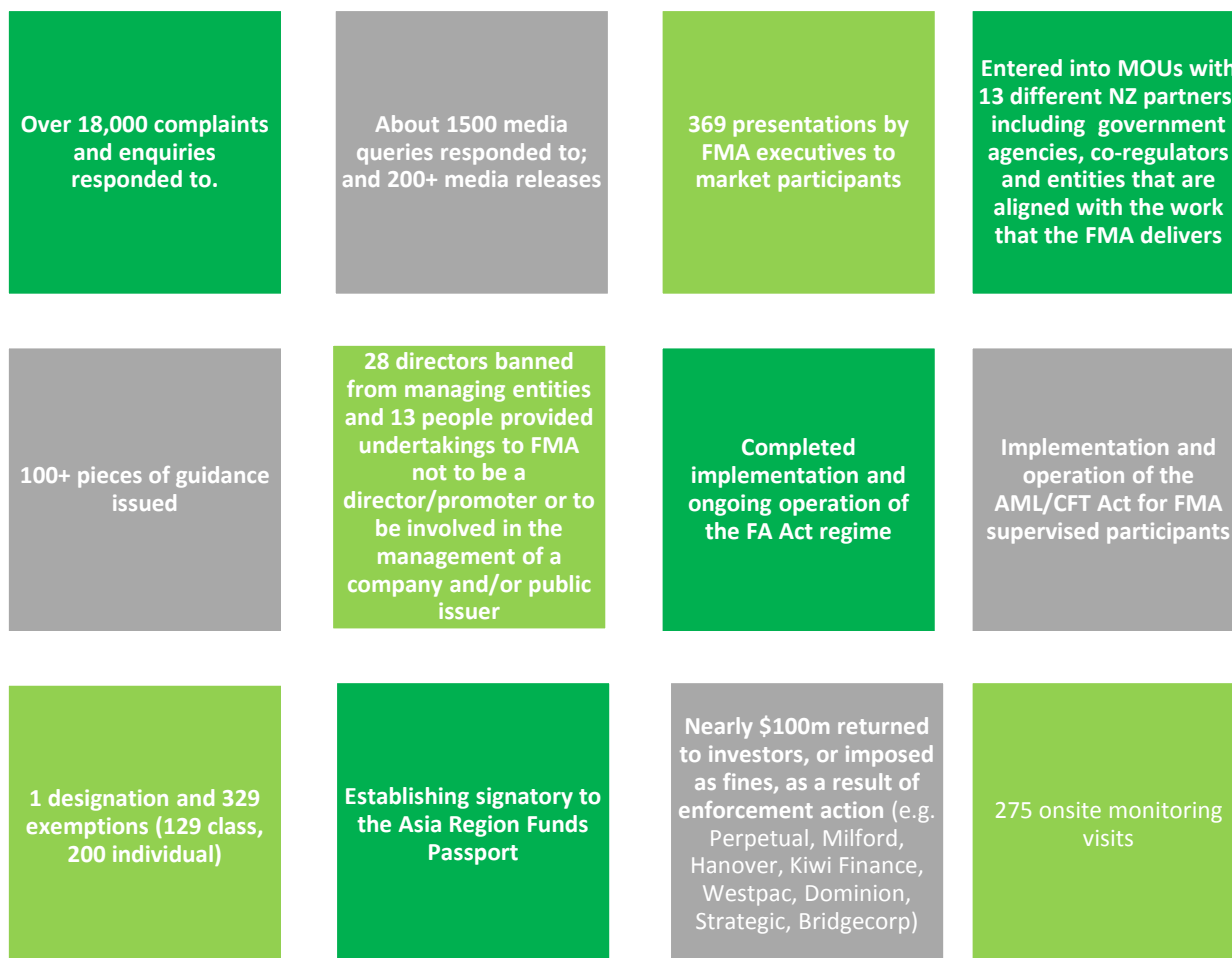 Over 18,000 complaints
and enquiries
responded to.
About 1500 media
queries responded to;
and 200+ media releases
369 presentations by
FMA executives to
market participants
Entered into MOUs with
13 different NZ partners
including government
agencies, co-regulators
and entities that are
aligned with the work
that the FMA delivers
100+ pieces of guidance
issued
28 directors banned
from managing entities
and 13 people provided
undertakings to FMA
not to be a
director/promoter or to
be involved in the
management of a
company and/or public
issuer
Completed
implementation and
ongoing operation of
the FA Act regime
Implementation and
operation of the
AML/CFT Act for FMA
supervised participants
1 designation and 329
exemptions (129 class,
200 individual)
Establishing signatory to
the Asia Region Funds
Passport
Nearly $100m returned
to investors, or imposed
as fines, as a result of
enforcement action (e.g.
Perpetual, Milford,
Hanover, Kiwi Finance,
Westpac, Dominion,
Strategic, Bridgecorp)
275 onsite monitoring
visits